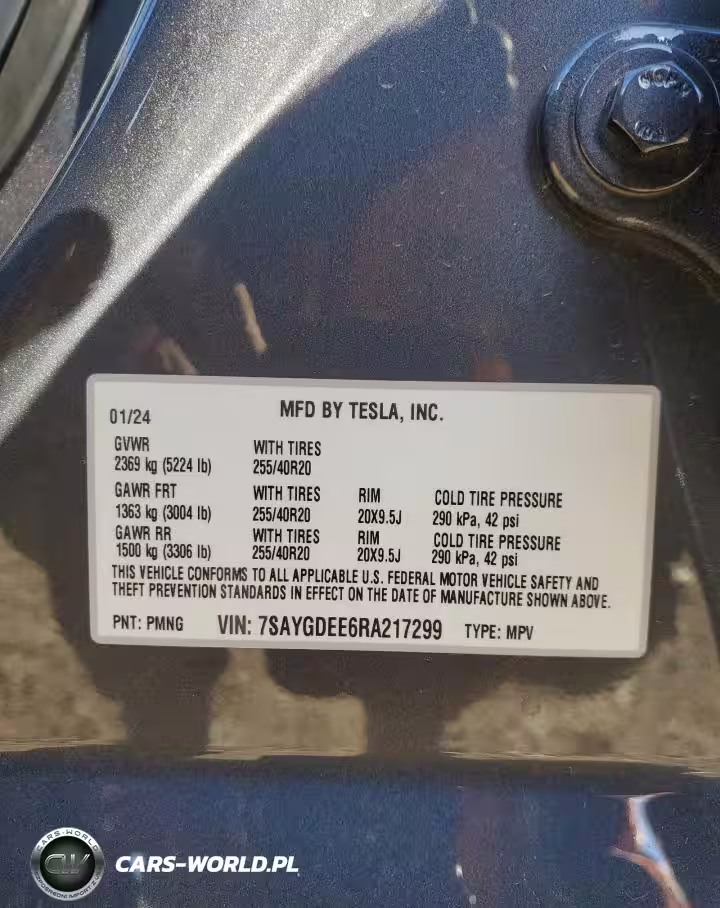 01/24 MFD BY TESLA, INC.
GVWR WITH TIRES
2369 kg (5224 lb) 255/40R20
GAWR FRT WITH TIRES RIM COLD TIRE PRESSURE
1363 kg (3004 lb) 255/40R20 20X9.5J 290 kPa, 42 psi
GAWR RR WITH TIRES RIM COLD TIRE PRESSURE
1500 kg (3306 lb) 255/40R20 20X9.5J 290 kPa, 42 psi
THIS VEHICLE CONFORMS TO ALL APPLICABLE U.S. FEDERAL MOTOR VEHICLE SAFETY AND
THEFT PREVENTION STANDARDS IN EFFECT ON THE DATE OF MANUFACTURE SHOWN ABOVE.
PNT: PMNG VIN: 7SAYGDEE6RA217299 TYPE: MPV
CARS-WORLD
CW
CARS-WORLD.PL